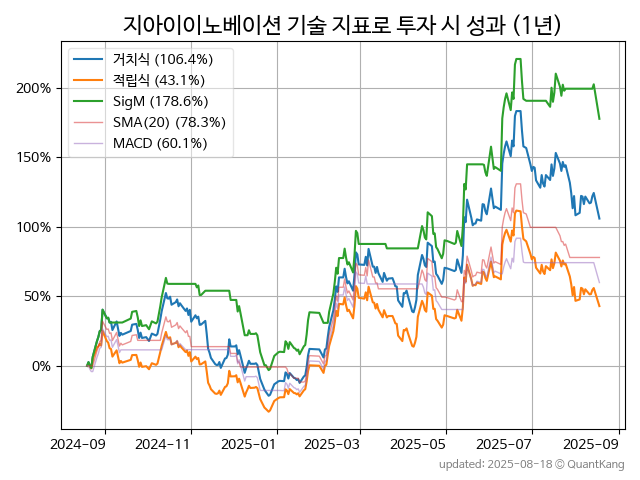 지아이이노베이션 기술 지표로 투자 시 성과 (1년)
거치식 (106.4%)
적립식 (43.1%)
SigM (178.6%)
SMA(20) (78.3%)
MACD (60.1%)
200%
150%
100%
50%
0%
2024-09 2024-11 2025-01 2025-03 2025-05 2025-07 2025-09
updated: 2025-08-18 © QuantKang